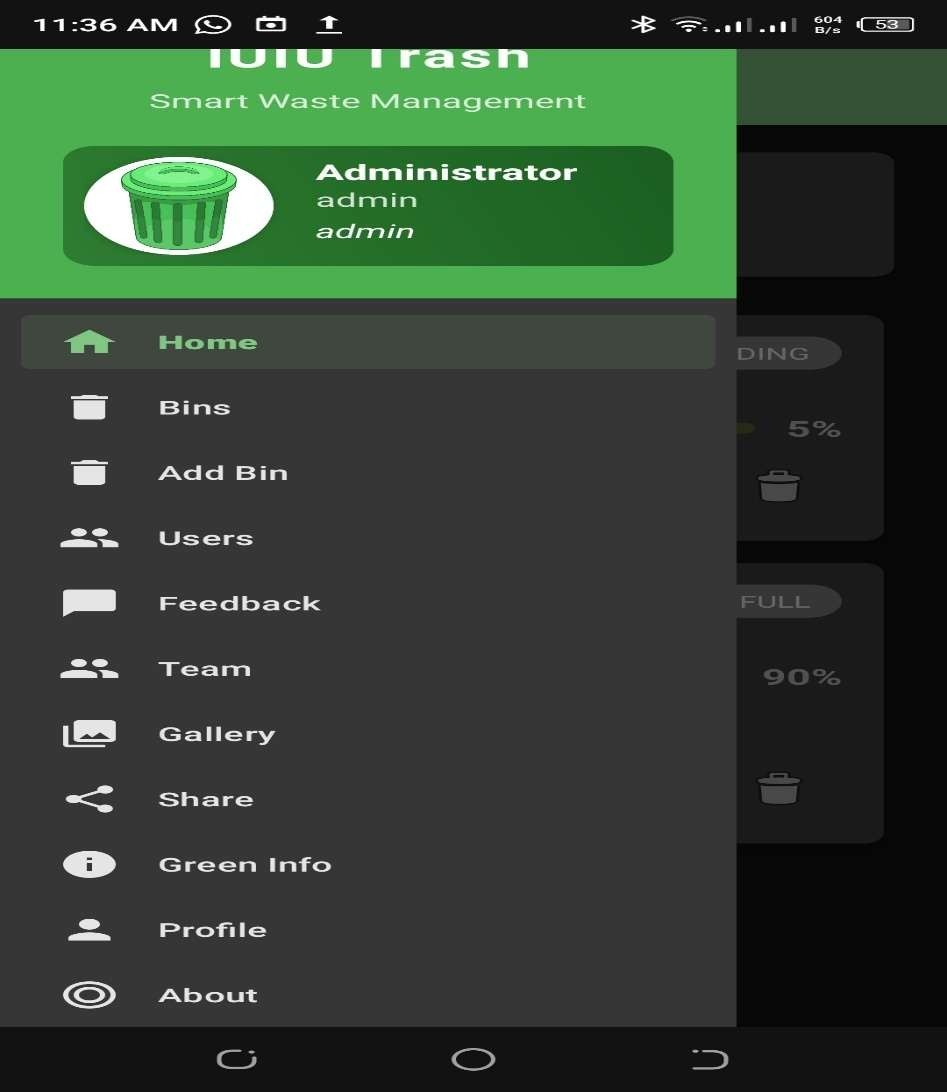 11:36 AM
604
B/s
53
IUIU Trash
Smart Waste Management
Administrator
admin
admin
Home
DING
Bins
5%
Add Bin
Users
Feedback
FULL
Team
90%
Gallery
Share
Green Info
Profile
About